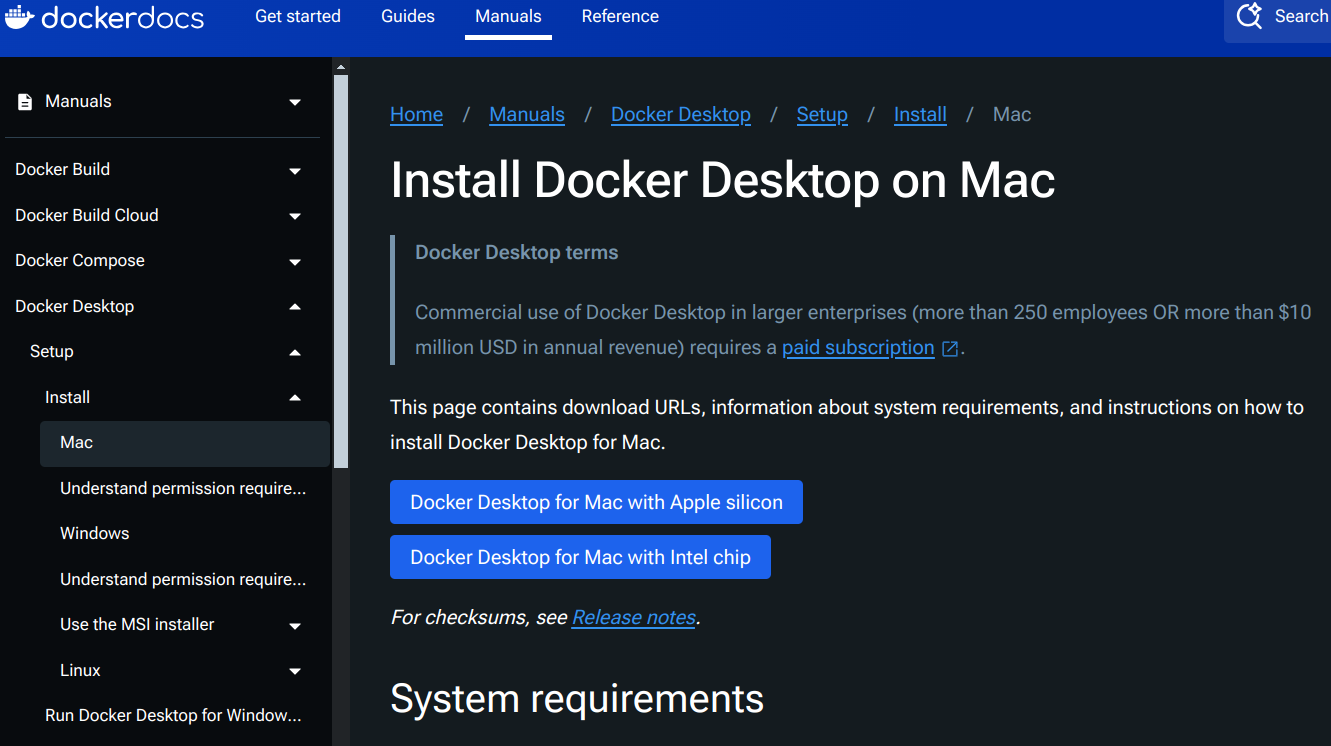 dockerdocs
Get started
Guides
Manuals
Reference
Search
Manuals
Docker Build
Docker Build Cloud
Docker Compose
Docker Desktop
Setup
Install
Mac
Understand permission require...
Windows
Understand permission require...
Use the MSI installer
Linux
Run Docker Desktop for Window...
Home / Manuals / Docker Desktop / Setup / Install / Mac
Install Docker Desktop on Mac
Docker Desktop terms
Commercial use of Docker Desktop in larger enterprises (more than 250 employees OR more than $10
million USD in annual revenue) requires a paid subscription.
This page contains download URLs, information about system requirements, and instructions on how to
install Docker Desktop for Mac.
Docker Desktop for Mac with Apple silicon
Docker Desktop for Mac with Intel chip
For checksums, see Release notes.
System requirements